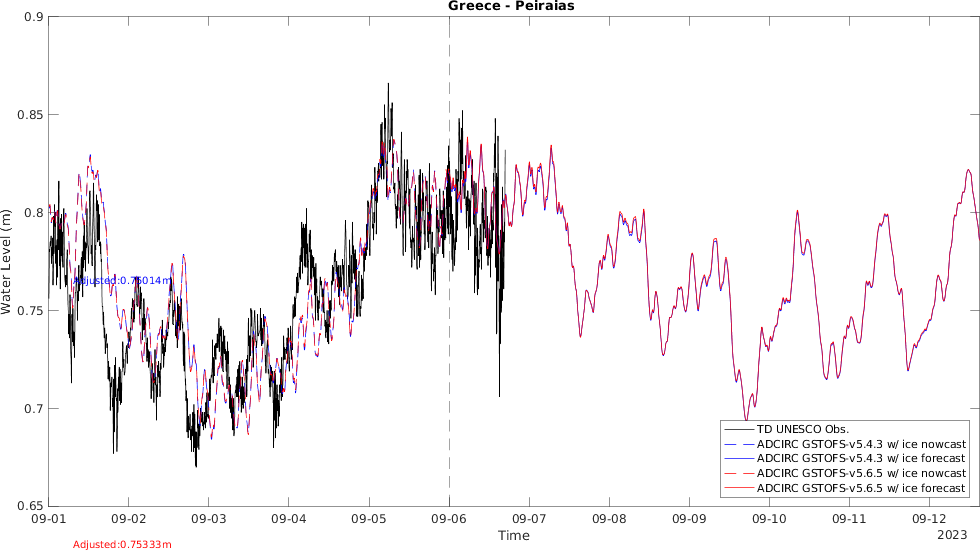 Greece - Peiraias
0.9
0.85
0.8
0.75
0.7
0.65
Water Level (m)
Adjusted:0.75014m
TD UNESCO Obs.
ADCIRC GSTOFS-v5.4.3 w/ ice nowcast
ADCIRC GSTOFS-v5.4.3 w/ ice forecast
ADCIRC GSTOFS-v5.6.5 w/ ice nowcast
ADCIRC GSTOFS-v5.6.5 w/ ice forecast
09-01 09-02 09-03 09-04 09-05 09-06 09-07 09-08 09-09 09-10 09-11 09-12
Time
2023
Adjusted:0.75333m